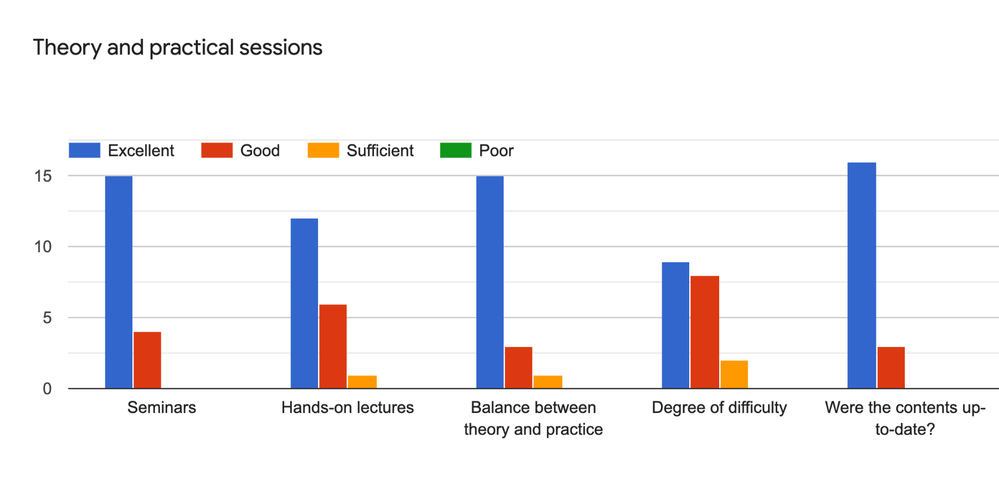 Theory and practical sessions
Excellent Good Sufficient Poor
15
10
5
0
Seminars
Hands-on lectures
Balance between
theory and practice
Degree of difficulty
Were the contents up-
to-date?